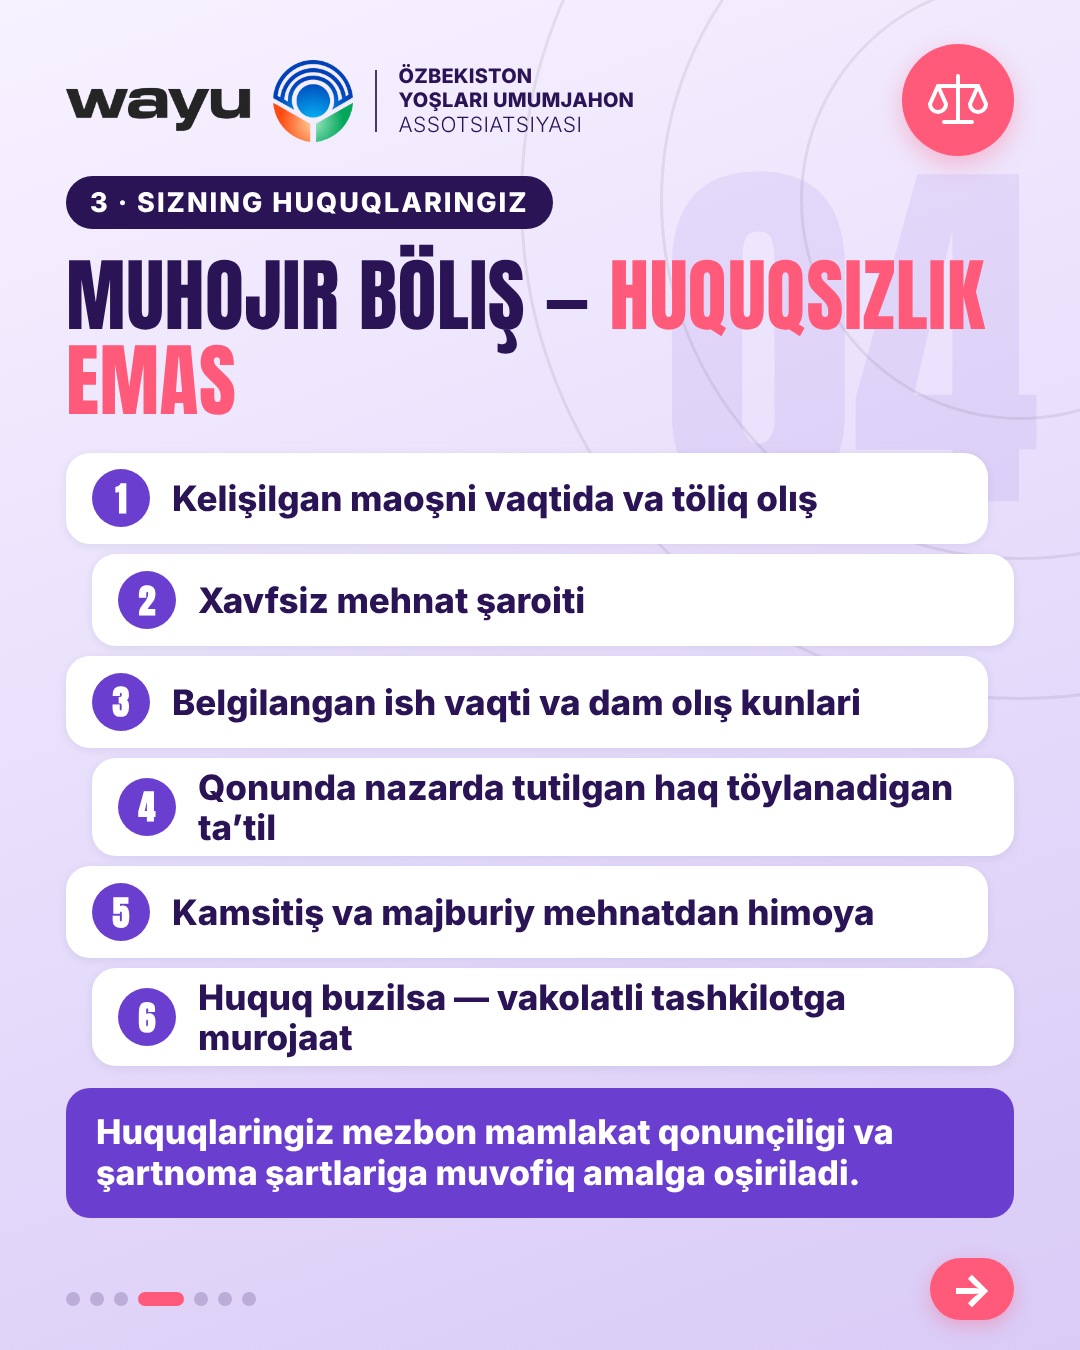 wayu
ÖZBEKISTON
YOŞLARI UMUMJAHON
ASSOTSIATSIYASI
3 · SIZNING HUQUQLARINGIZ
04
MUHOJIR BÖLIŞ – HUQUQSIZLIK
EMAS
1 Kelişilgan maoşni vaqtida va töliq olış
2 Xavfsiz mehnat şaroiti
3 Belgilangan ish vaqti va dam olış kunlari
4 Qonunda nazarda tutilgan haq töylanadigan
ta’til
5 Kamsitiş va majburiy mehnatdan himoya
6 Huquq buzilsa — vakolatli tashkilotga
murojaat
Huquqlaringiz mezbon mamlakat qonunçiligi va
şartnoma şartlariga muvofiq amalga oşiriladi.